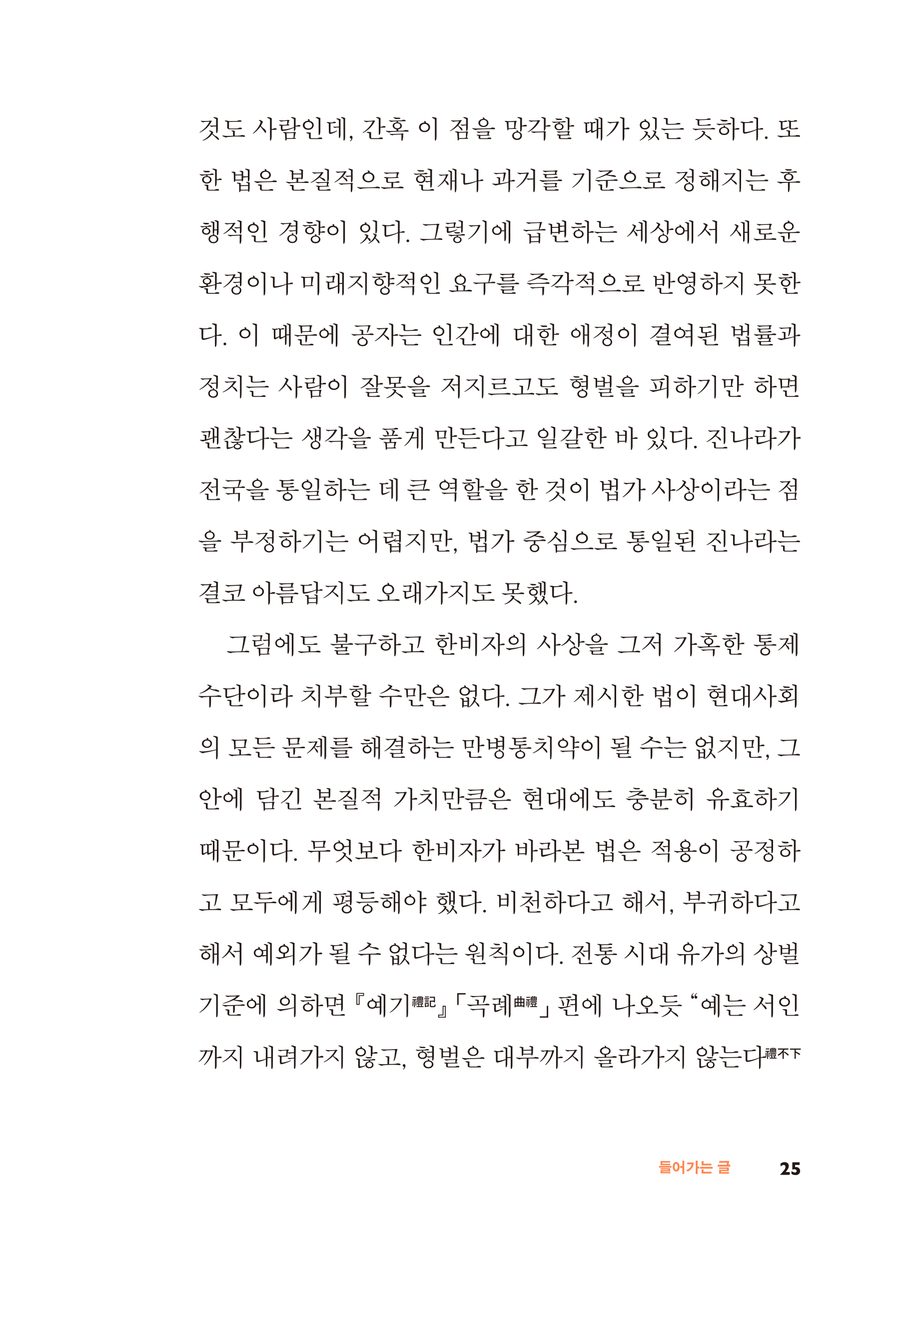 것도 사람인데, 간혹 이 점을 망각할 때가 있는 듯하다. 또
한 법은 본질적으로 현재나 과거를 기준으로 정해지는 후
행적인 경향이 있다. 그렇기에 급변하는 세상에서 새로운
환경이나 미래지향적인 요구를 즉각적으로 반영하지 못한
다. 이 때문에 공자는 인간에 대한 애정이 결여된 법률과
정치는 사람이 잘못을 저지르고도 형벌을 피하기만 하면
괜찮다는 생각을 품게 만든다고 일갈한 바 있다. 진나라가
전국을 통일하는 데 큰 역할을 한 것이 법가 사상이라는 점
을 부정하기는 어렵지만, 법가 중심으로 통일된 진나라는
결코 아름답지도 오래가지도 못했다.
그럼에도 불구하고 한비자의 사상을 그저 가혹한 통제
수단이라 치부할 수만은 없다. 그가 제시한 법이 현대사회
의 모든 문제를 해결하는 만병통치약이 될 수는 없지만, 그
안에 담긴 본질적 가치만큼은 현대에도 충분히 유효하기
때문이다. 무엇보다 한비자가 바라본 법은 적용이 공정하
고 모두에게 평등해야 했다. 비천하다고 해서, 부귀하다고
해서 예외가 될 수 없다는 원칙이다. 전통 시대 유가의 상벌
기준에 의하면 『예기禮記』 「곡례曲禮」 편에 나오듯 “예는 서인
까지 내려가지 않고, 형벌은 대부까지 올라가지 않는다禮不下
들어가는 글 25